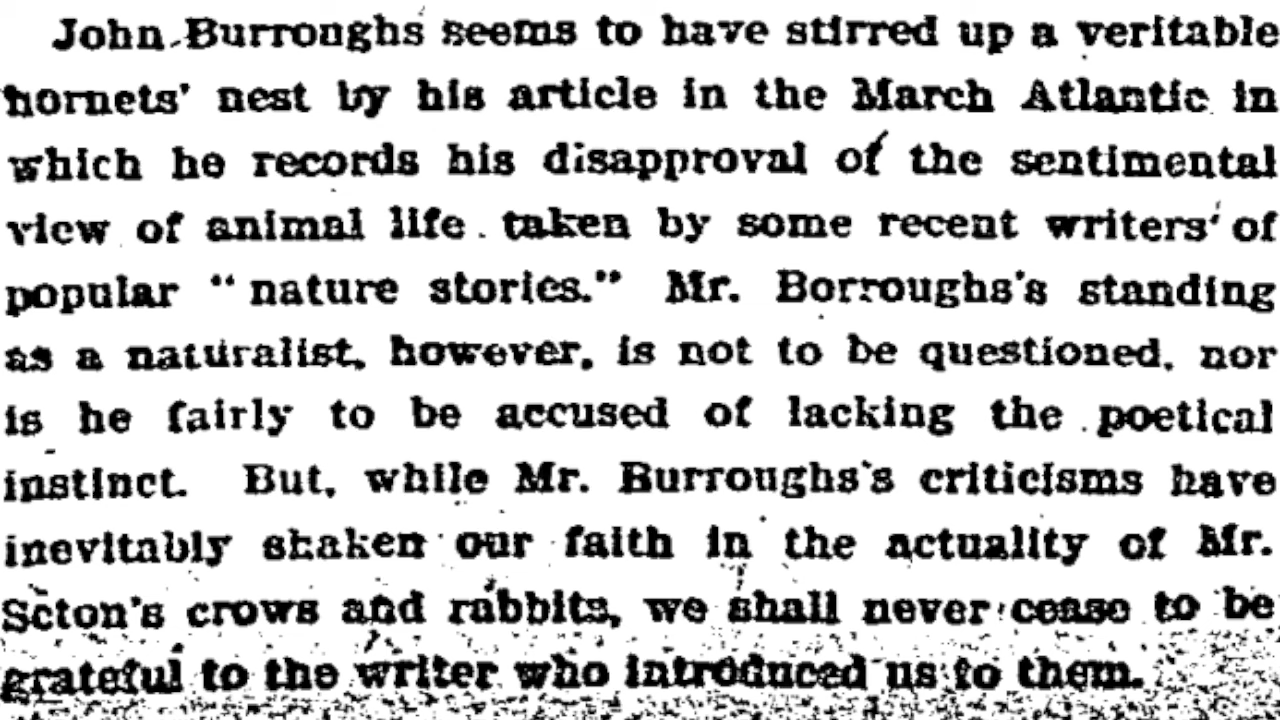 John Burroughs seems to have stirred up a veritable
hornets' nest by his article in the March Atlantic in
which he records his disapproval of the sentimental
view of animal life taken by some recent writers of
popular "nature stories." Mr. Borroughs's standing
as a naturalist, however, is not to be questioned, nor
is he fairly to be accused of lacking the poetical
instinct. But, while Mr. Burroughs's criticisms have
inevitably shaken our faith in the actuality of Mr.
Seton's crows and rabbits, we shall never cease to be
grateful to the writer who introduced us to them.